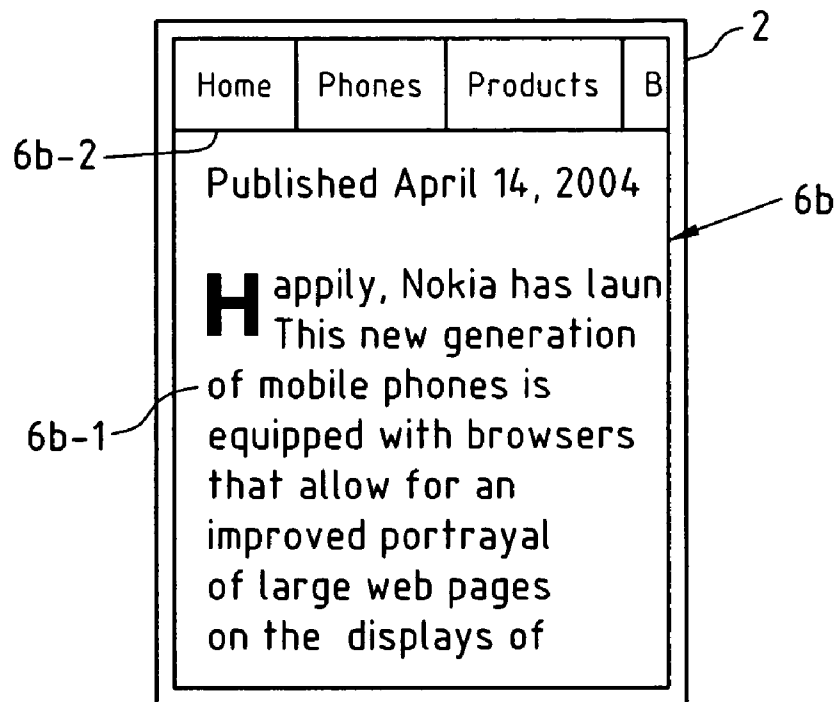 2
Home Phones Products B
6b-2
Published April 14, 2004
6b
Happily, Nokia has laun
This new generation
of mobile phones is
6b-1
equipped with browsers
that allow for an
improved portrayal
of large web pages
on the displays of